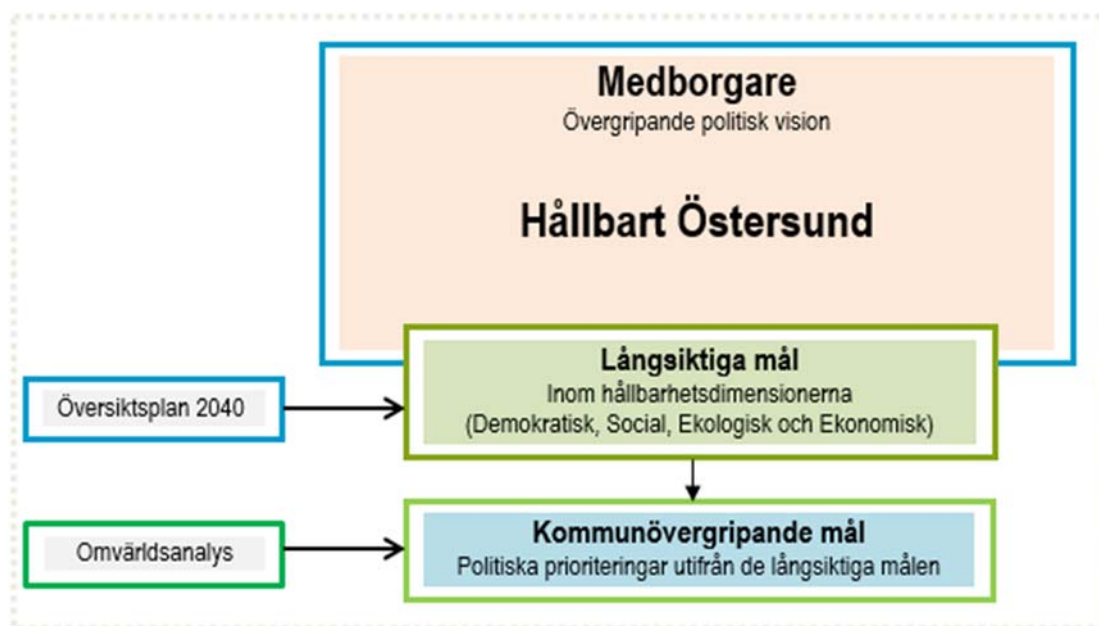 Medborgare
Övergripande politisk vision
Hållbart Östersund
Långsiktiga mål
Inom hållbarhetsdimensionerna
(Demokratisk, Social, Ekologisk och Ekonomisk)
Översiktsplan 2040
Kommunövergripande mål
Politiska prioriteringar utifrån de långsiktiga målen
Omvärldsanalys